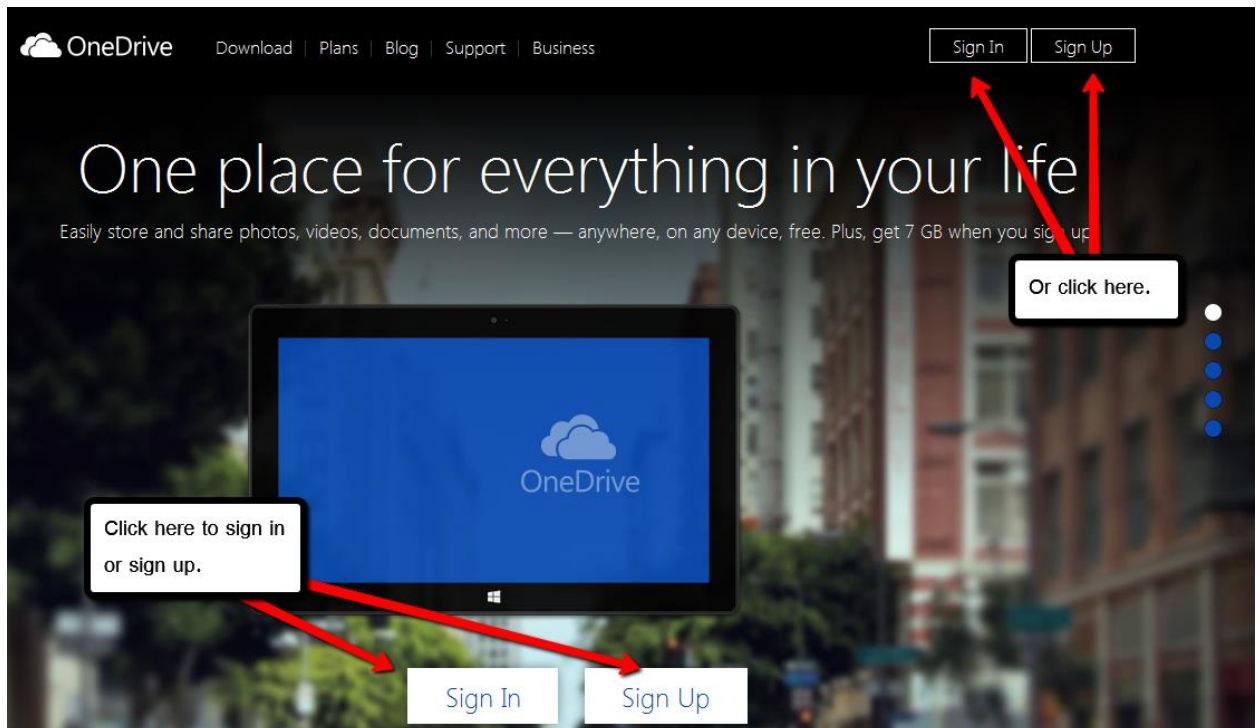 OneDrive Download | Plans | Blog | Support | Business Sign In Sign Up
One place for everything in your life
Easily store and share photos, videos, documents, and more — anywhere, on any device, free. Plus, get 7 GB when you sign up
Or click here.
OneDrive
Click here to sign in
or sign up.
Sign In Sign Up